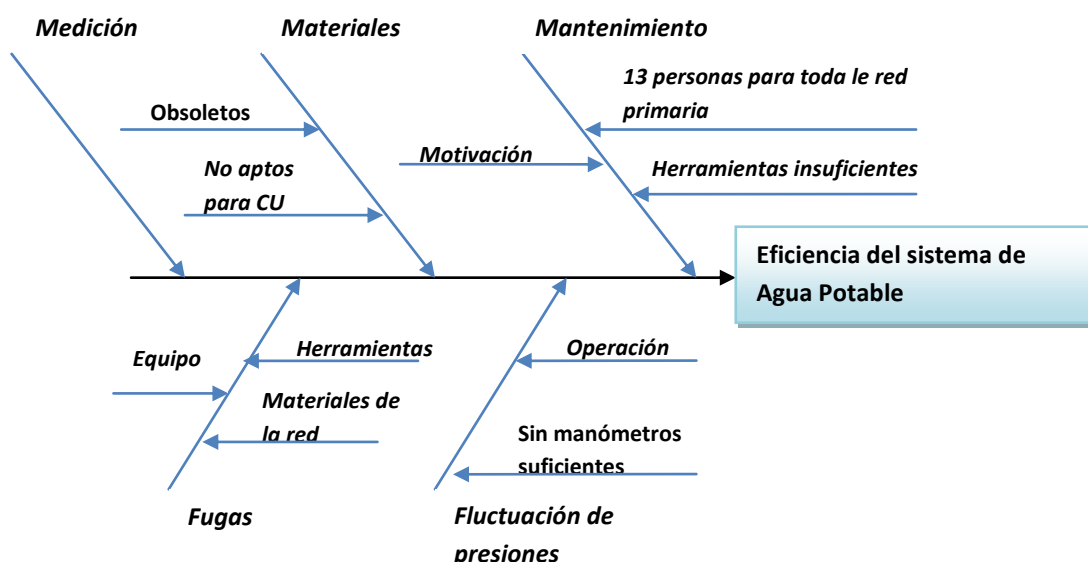 Medición
Materiales
Mantenimiento
13 personas para toda le red
primaria
Obsoletos
Motivación
No aptos
para CU
Herramientas insuficientes
Eficiencia del sistema de
Agua Potable
Equipo
Herramientas
Operación
Materiales de
la red
Sin manómetros
suficientes
Fugas
Fluctuación de
presiones